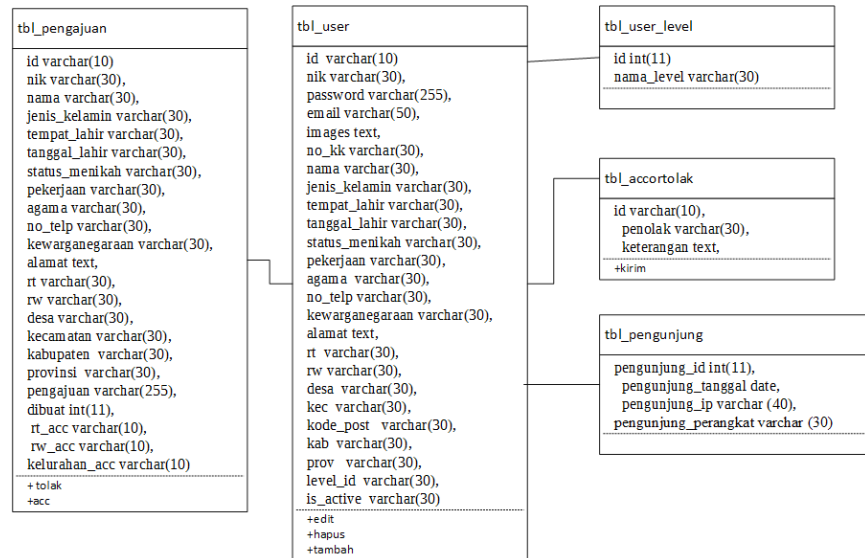 tbl_pengajuan
id varchar(10)
nik varchar(30),
nama varchar(30),
jenis_kelamin varchar(30),
tempat_lahir varchar(30),
tanggal_lahir varchar(30),
status_menikah varchar(30),
pekerjaan varchar(30),
agama varchar(30),
no_telp varchar(30),
kewarganegaraan varchar(30),
alamat text,
rt varchar(30),
rw varchar(30),
desa varchar(30),
kecamatan varchar(30),
kabupaten varchar(30),
provinsi varchar(30),
pengajuan varchar(255),
dibuat int(11),
rt_acc varchar(10),
rw_acc varchar(10),
kelurahan_acc varchar(10)
+ tolak
+acc
tbl_user
id varchar(10)
nik varchar(30),
password varchar(255),
email varchar(50),
images text,
no_kk varchar(30),
nama varchar(30),
jenis_kelamin varchar(30),
tempat_lahir varchar(30),
tanggal_lahir varchar(30),
status_menikah varchar(30),
pekerjaan varchar(30),
agama varchar(30),
no_telp varchar(30),
kewarganegaraan varchar(30),
alamat text,
rt varchar(30),
rw varchar(30),
desa varchar(30),
kec varchar(30),
kode_post varchar(30),
kab varchar(30),
prov varchar(30),
level_id varchar(30),
is_active varchar(30)
+edit
+hapus
+tambah
tbl_user_level
id int(11)
nama_level varchar(30)
tbl_accortolak
id varchar(10),
penolak varchar(30),
keterangan text,
+kirim
tbl_pengunjung
pengunjung_id int(11),
pengunjung_tanggal date,
pengunjung_ip varchar (40),
pengunjung_perangkat varchar (30)